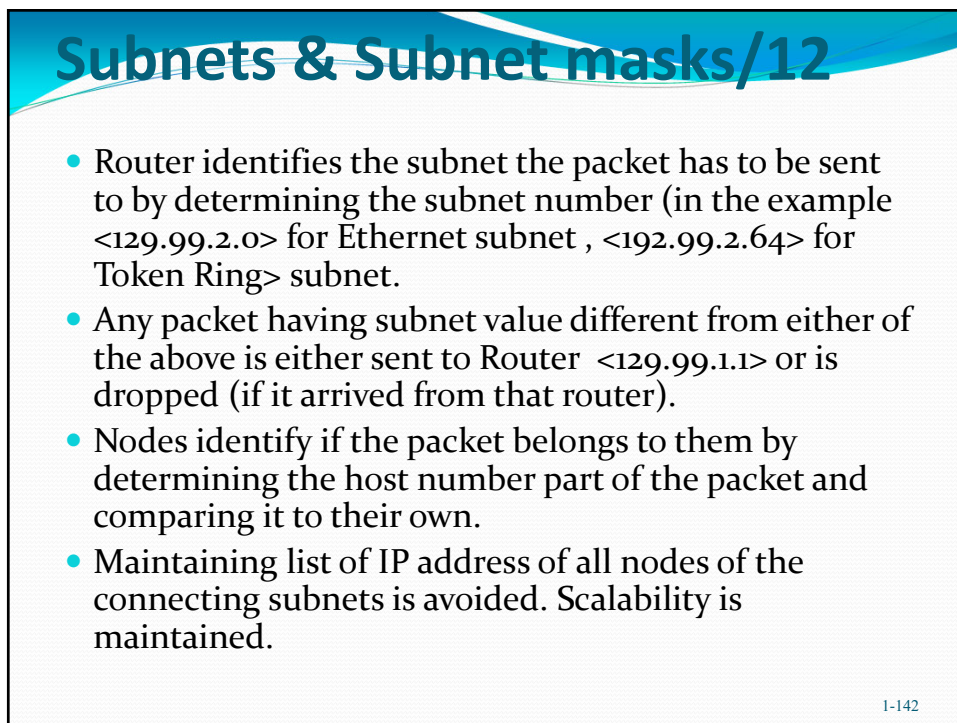 Subnets & Subnet masks/12
• Router identifies the subnet the packet has to be sent
to by determining the subnet number (in the example
<129.99.2.0> for Ethernet subnet , <192.99.2.64> for
Token Ring> subnet.
• Any packet having subnet value different from either of
the above is either sent to Router <129.99.1.1> or is
dropped (if it arrived from that router).
• Nodes identify if the packet belongs to them by
determining the host number part of the packet and
comparing it to their own.
• Maintaining list of IP address of all nodes of the
connecting subnets is avoided. Scalability is
maintained.
1-142